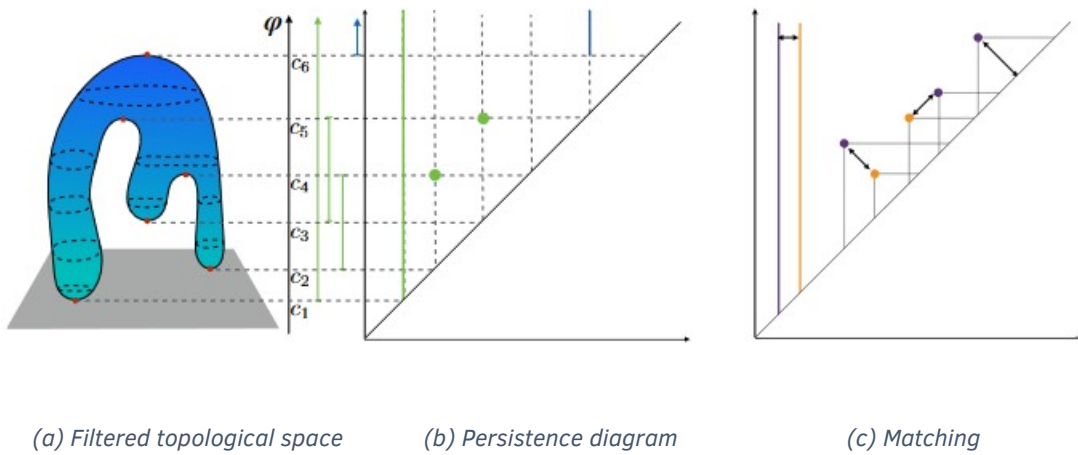 φ
c₆
c₅
c₄
c₃
c₂
c₁
(a) Filtered topological space
(b) Persistence diagram
(c) Matching